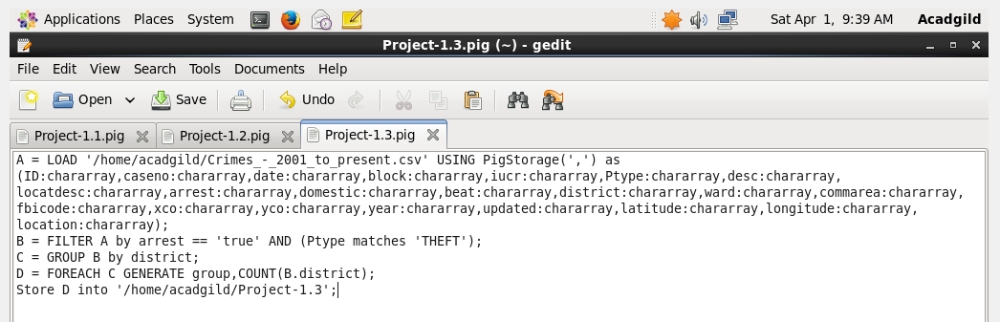 Applications Places System Sat Apr 1, 9:39 AM Acadgild
Project-1.3.pig (~) - gedit
File Edit View Search Tools Documents Help
Open Save Undo
Project-1.1.pig Project-1.2.pig Project-1.3.pig
A = LOAD '/home/acadgild/Crimes_-_2001_to_present.csv' USING PigStorage(',') as
(ID:chararray,caseno:chararray,date:chararray,block:chararray,iucr:chararray,Ptype:chararray,desc:chararray,
locatdesc:chararray,arrest:chararray,domestic:chararray,beat:chararray,district:chararray,ward:chararray,commarea:chararray,
fbicode:chararray,xco:chararray,yco:chararray,year:chararray,updated:chararray,latitude:chararray,longitude:chararray,
location:chararray);
B = FILTER A by arrest == 'true' AND (Ptype matches 'THEFT');
C = GROUP B by district;
D = FOREACH C GENERATE group,COUNT(B.district);
Store D into '/home/acadgild/Project-1.3';